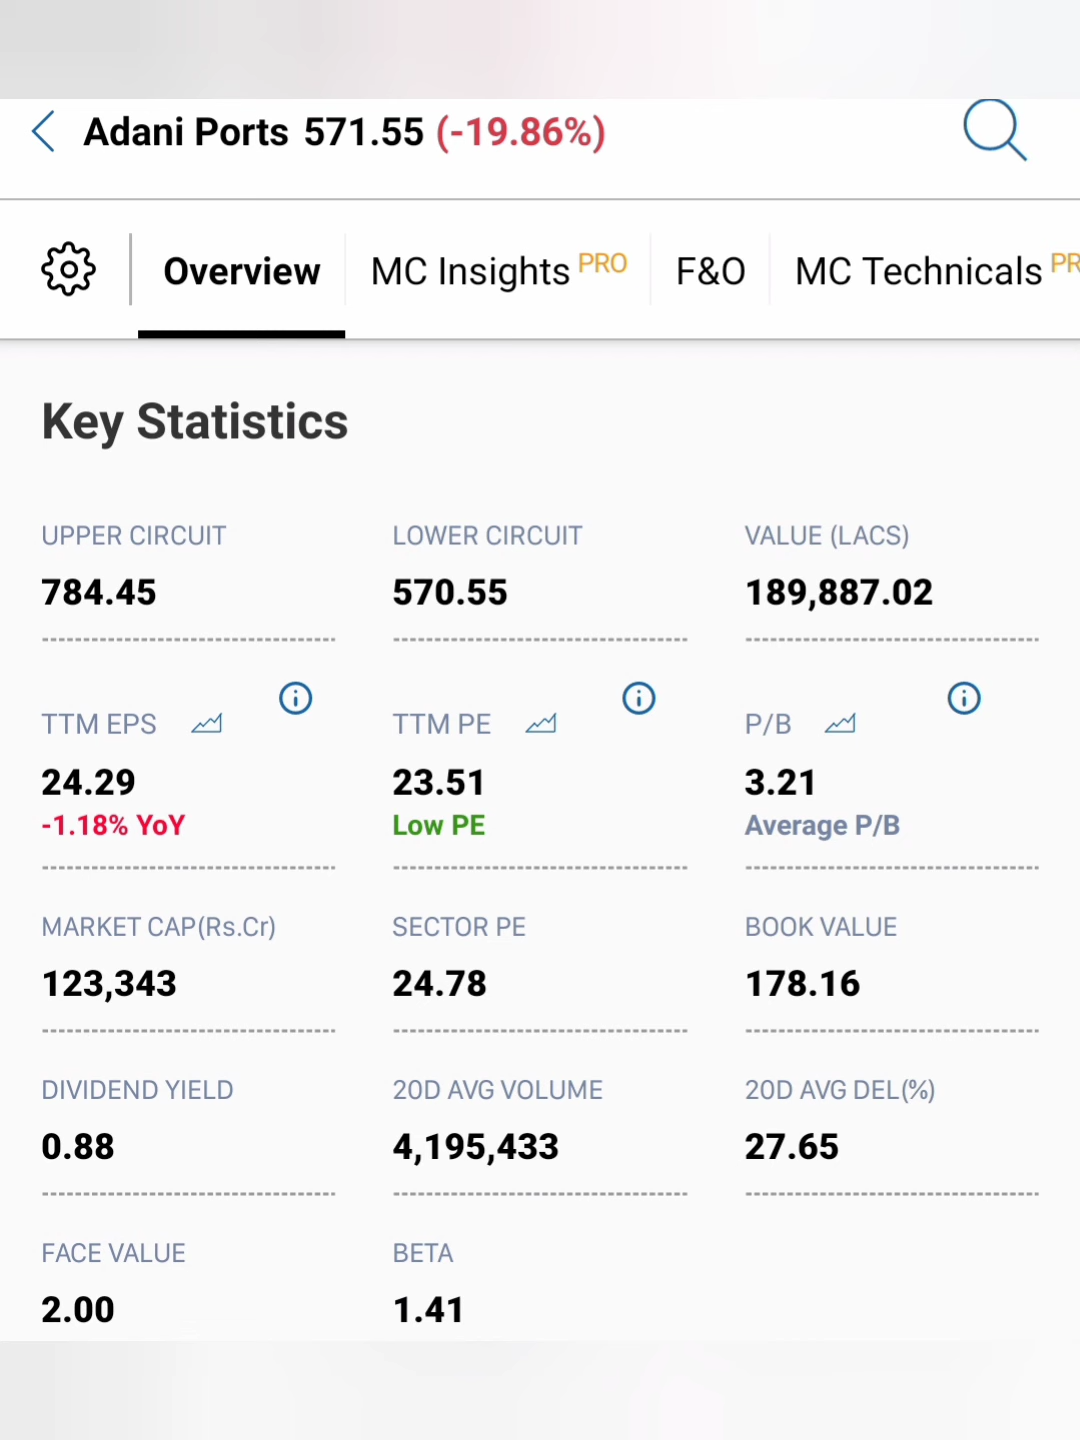 Adani Ports 571.55 (-19.86%)
Overview MC Insights PRO F&O MC Technicals PR
Key Statistics
UPPER CIRCUIT LOWER CIRCUIT VALUE (LACS)
784.45 570.55 189,887.02
TTM EPS TTM PE P/B
24.29 23.51 3.21
-1.18% YoY Low PE Average P/B
MARKET CAP(Rs.Cr) SECTOR PE BOOK VALUE
123,343 24.78 178.16
DIVIDEND YIELD 20D AVG VOLUME 20D AVG DEL(%)
0.88 4,195,433 27.65
FACE VALUE BETA
2.00 1.41